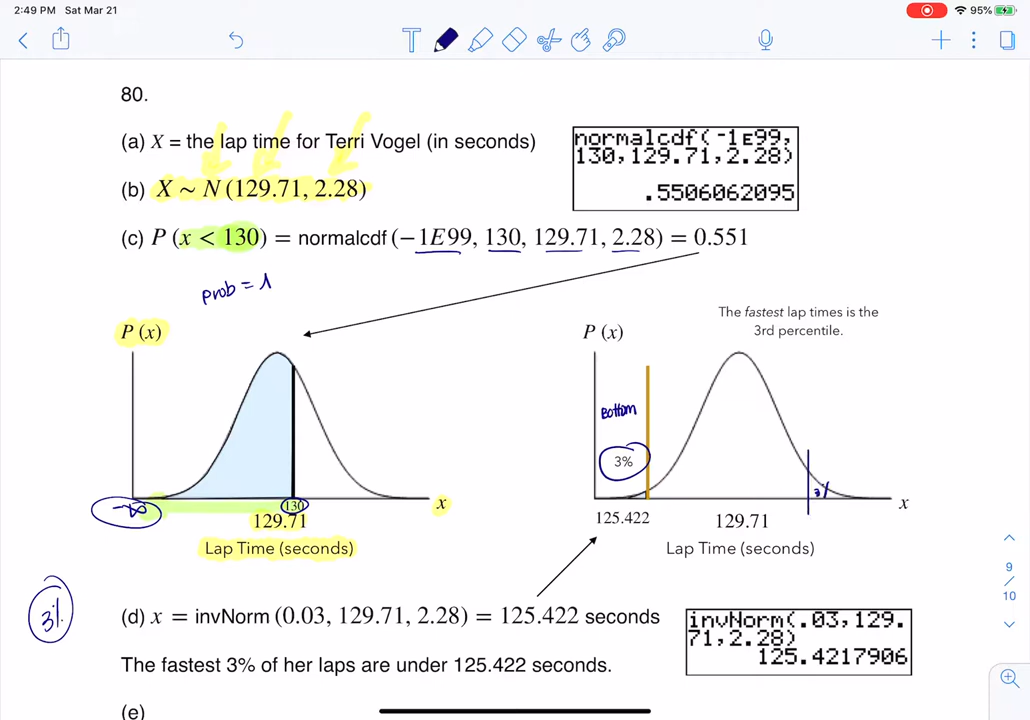 2:49 PM Sat Mar 21
95%
T
80.
(a) X = the lap time for Terri Vogel (in seconds)
(b) X ~ N (129.71, 2.28)
normalcdf(-1E99,
130,129.71,2.28)
.5506062095
(c) P (x < 130) = normalcdf (−1E99, 130, 129.71, 2.28) = 0.551
prob = 1
The fastest lap times is the
3rd percentile.
P (x)
P (x)
Bottom
3%
3%
-∞
130
x
x
129.71
125.422
129.71
Lap Time (seconds)
Lap Time (seconds)
9
/
10
3%
(d) x = invNorm (0.03, 129.71, 2.28) = 125.422 seconds
invNorm(.03,129.
71,2.28)
125.4217906
The fastest 3% of her laps are under 125.422 seconds.
(e)